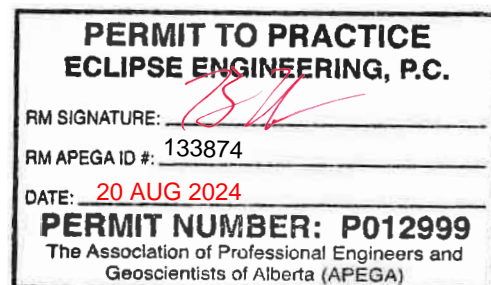 PERMIT TO PRACTICE
ECLIPSE ENGINEERING, P.C.
RM SIGNATURE:
RM APEGA ID #: 133874
DATE: 20 AUG 2024
PERMIT NUMBER: P012999
The Association of Professional Engineers and
Geoscientists of Alberta (APEGA)